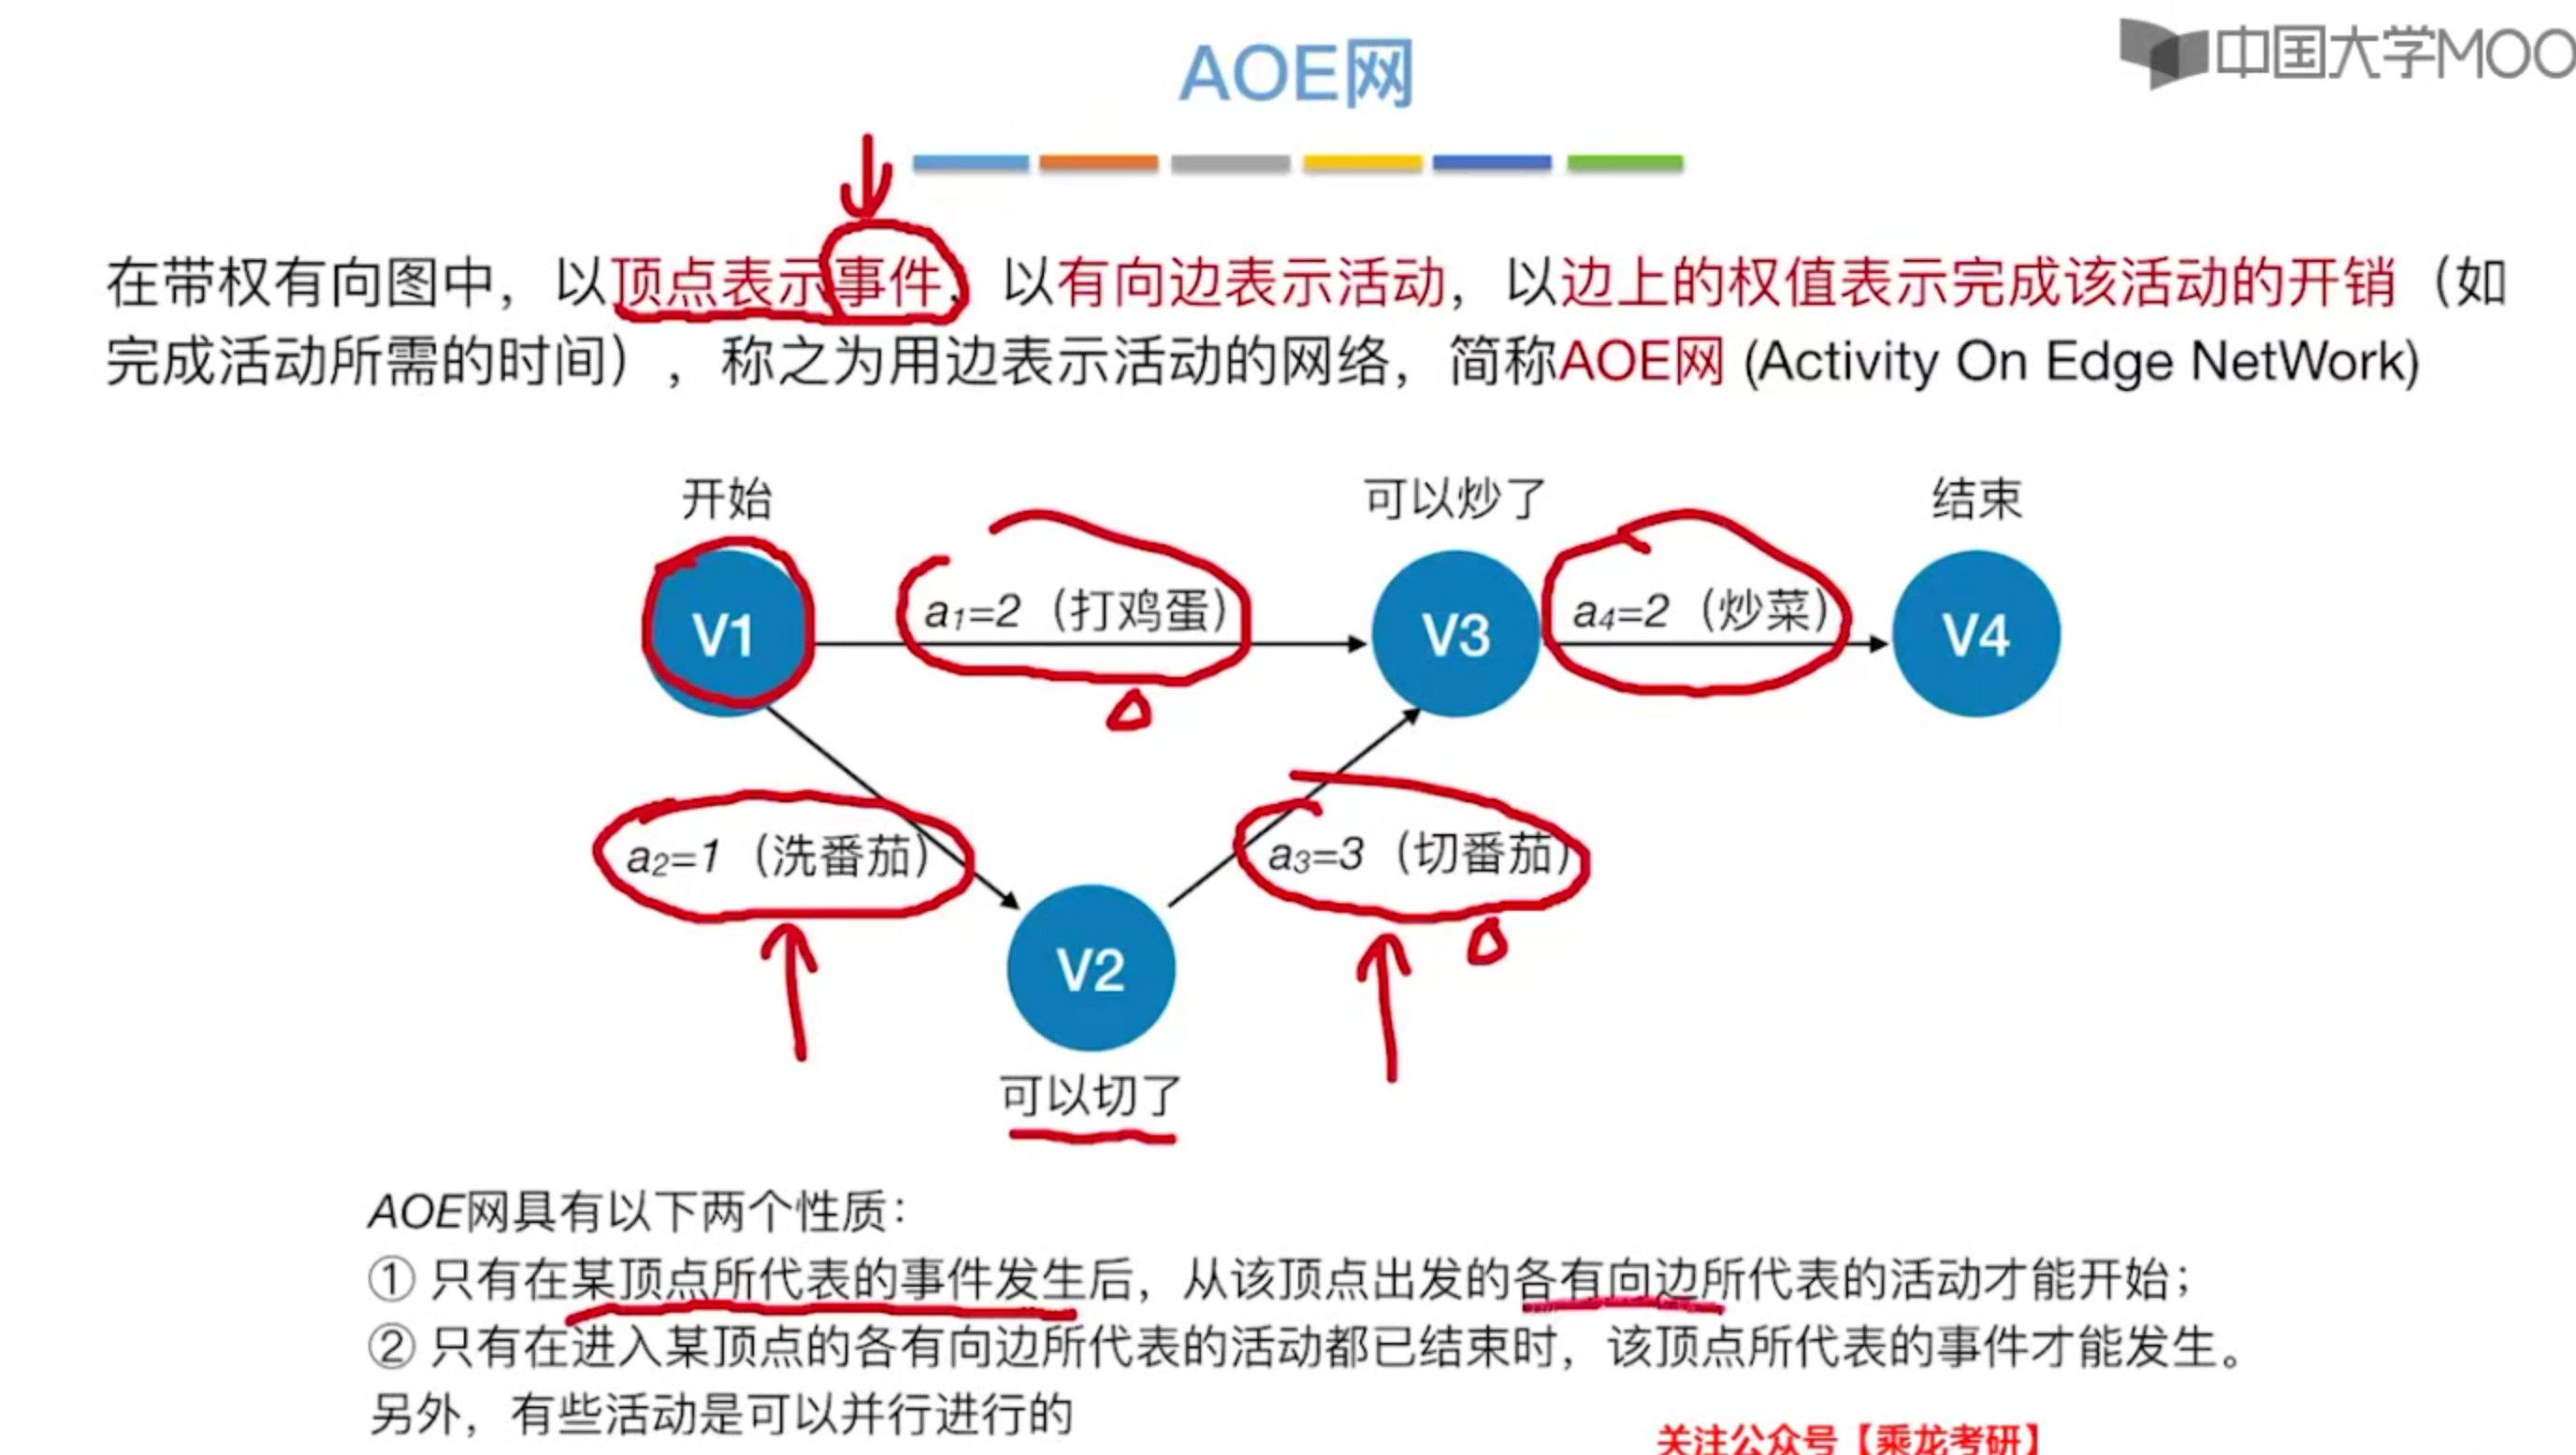 中国大学MOO
AOE网
在带权有向图中，以顶点表示事件，以有向边表示活动，以边上的权值表示完成该活动的开销（如
完成活动所需的时间），称之为用边表示活动的网络，简称AOE网 (Activity On Edge NetWork)
开始
可以炒了
结束
V1
a1=2（打鸡蛋）
V3
a4=2（炒菜）
V4
a2=1（洗番茄）
a3=3（切番茄）
V2
可以切了
AOE网具有以下两个性质：
① 只有在某顶点所代表的事件发生后，从该顶点出发的各有向边所代表的活动才能开始；
② 只有在进入某顶点的各有向边所代表的活动都已结束时，该顶点所代表的事件才能发生。
另外，有些活动是可以并行进行的
关注公众号【乘龙考研】